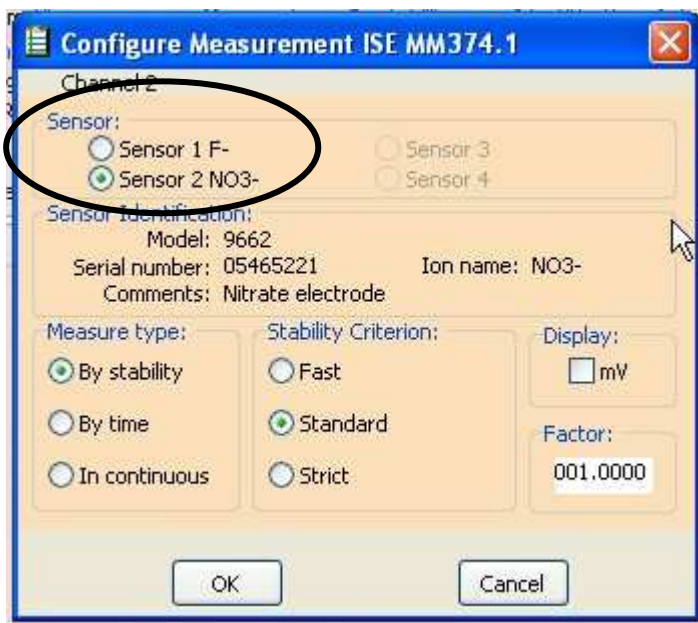 Configure Measurement ISE MM374.1
Channel 2
Sensor:
Sensor 1 F- Sensor 3
Sensor 2 NO3- Sensor 4
Sensor Identification:
Model: 9662
Serial number: 05465221 Ion name: NO3-
Comments: Nitrate electrode
Measure type: Stability Criterion: Display:
By stability Fast mV
By time Standard Factor:
In continuous Strict 001.0000
OK Cancel